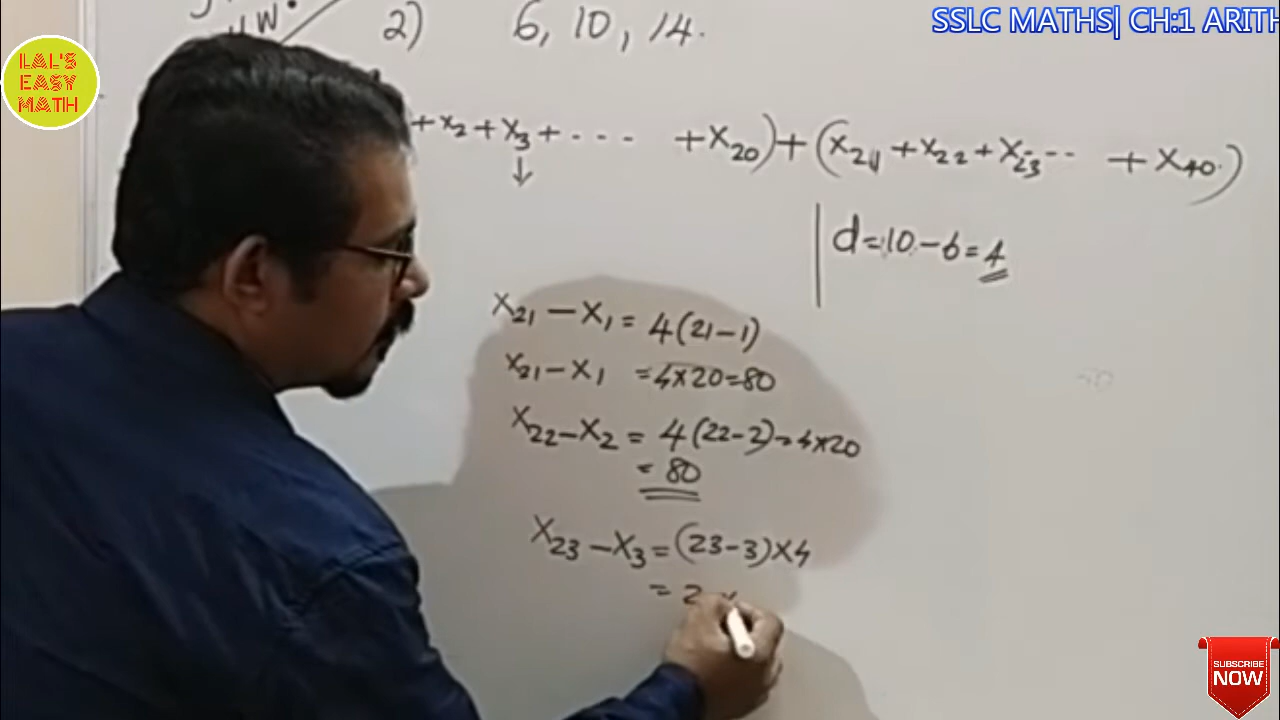 SSLC MATHS| CH:1 ARITH
LAL'S
EASY
MATH
2) 6, 10, 14.
+x₂+x₃+ - - - - +x₂₀)+(x₂₁+x₂₂+x₂₃--- +x₄₀)
↓
d=10-6=4
x₂₁-x₁=4(21-1)
x₂₁-x₁ =4×20=80
x₂₂-x₂=4(22-2)=4×20
=80
x₂₃-x₃=(23-3)×4
= 2
SUBSCRIBE
NOW